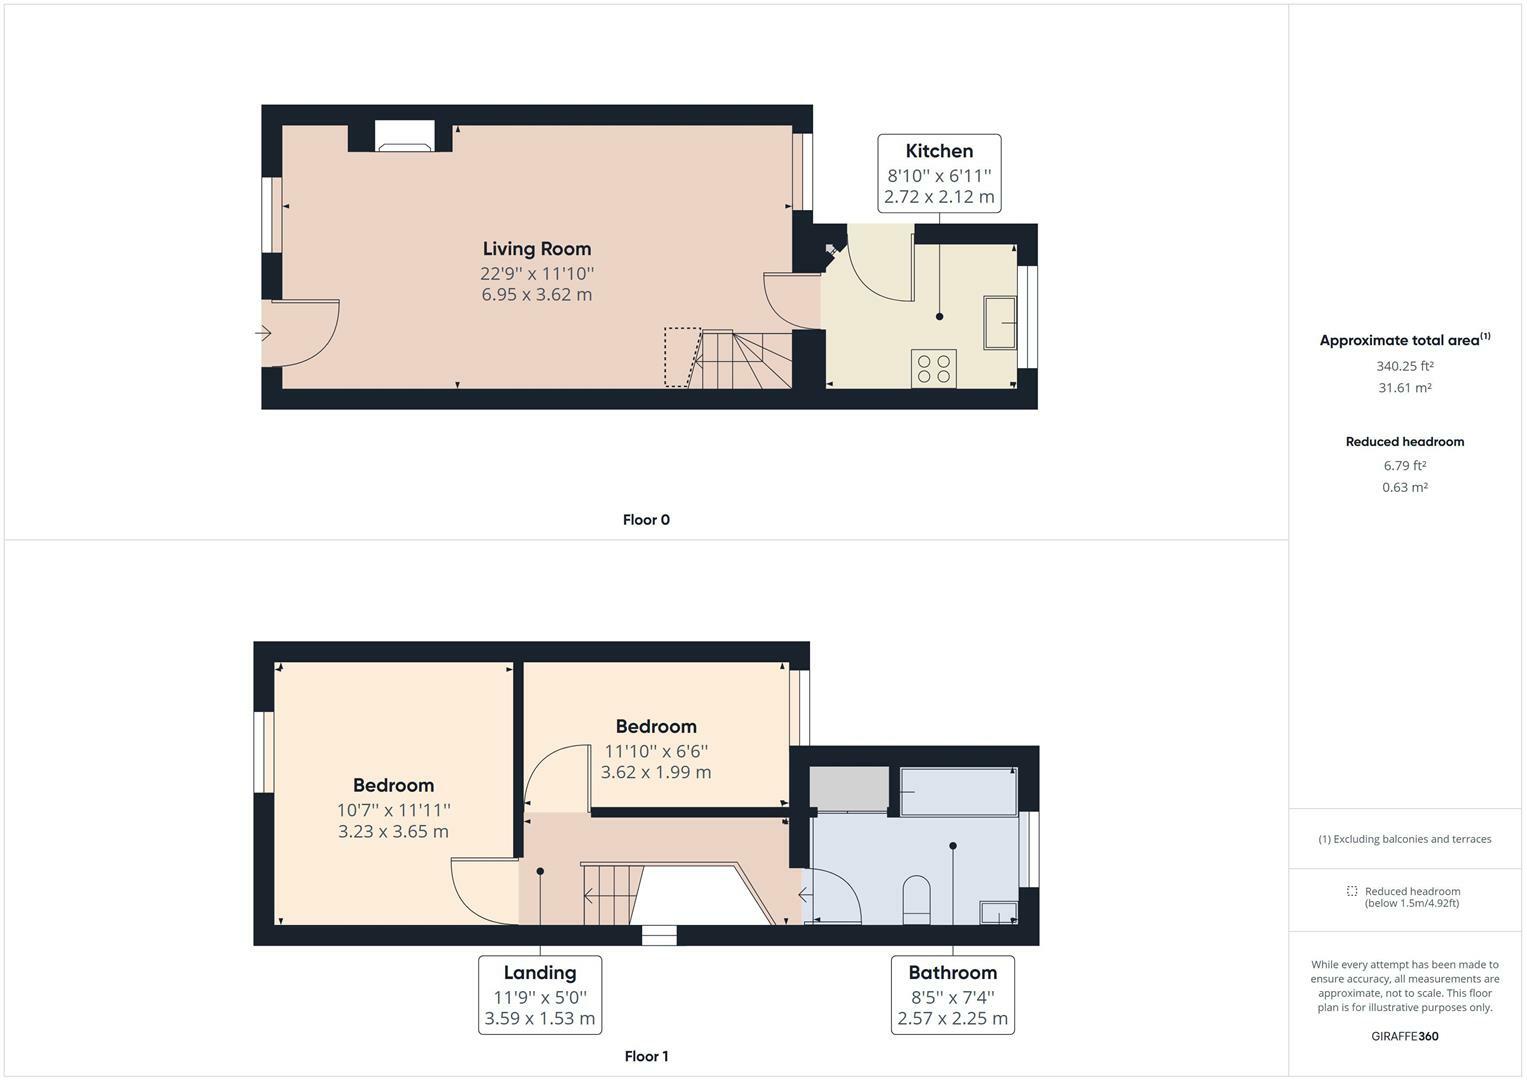 Kitchen
8'10'' x 6'11''
2.72 x 2.12 m
Living Room
22'9'' x 11'10''
6.95 x 3.62 m
Floor 0
Bedroom
11'10'' x 6'6''
3.62 x 1.99 m
Bedroom
10'7'' x 11'11''
3.23 x 3.65 m
Landing
11'9'' x 5'0''
3.59 x 1.53 m
Bathroom
8'5'' x 7'4''
2.57 x 2.25 m
Floor 1
Approximate total area⁽¹⁾
340.25 ft²
31.61 m²
Reduced headroom
6.79 ft²
0.63 m²
(1) Excluding balconies and terraces
Reduced headroom
(below 1.5m/4.92ft)
While every attempt has been made to
ensure accuracy, all measurements are
approximate, not to scale. This floor
plan is for illustrative purposes only.
GIRAFFE360